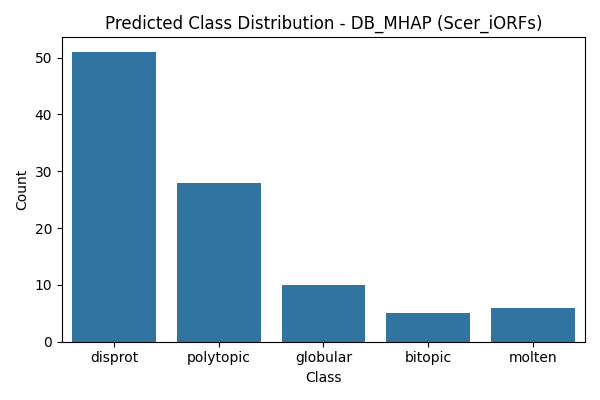 Predicted Class Distribution - DB_MHAP (Scer_iORFs)
Count
50
40
30
20
10
0
disprot polytopic globular bitopic molten
Class